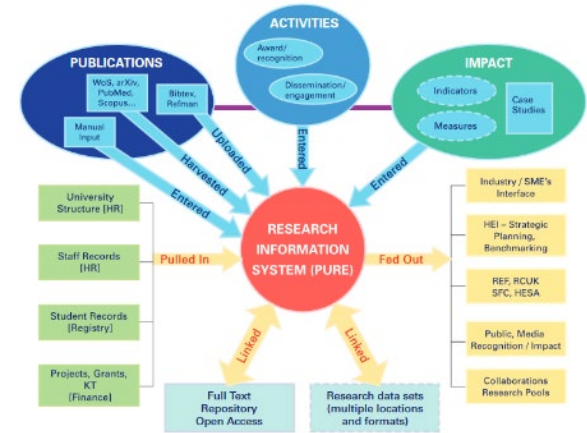 ACTIVITIES
Award/
recognition
Dissemination/
engagement
PUBLICATIONS
WoS, arXiv,
PubMed,
Scopus...
Bibtex,
Refman
Manual
Input
IMPACT
Indicators
Measures
Case
Studies
Entered
Harvested
Uploaded
Entered
Entered
RESEARCH
INFORMATION
SYSTEM (PURE)
University
Structure [HR]
Staff Records
[HR]
Student Records
[Registry]
Projects, Grants,
KT
[Finance]
Pulled In
Fed Out
Industry / SME's
Interface
HEI – Strategic
Planning,
Benchmarking
REF, RCUK
SFC, HESA
Public, Media
Recognition / Impact
Collaborations
Research Pools
Linked
Linked
Full Text
Repository
Open Access
Research data sets
(multiple locations
and formats)